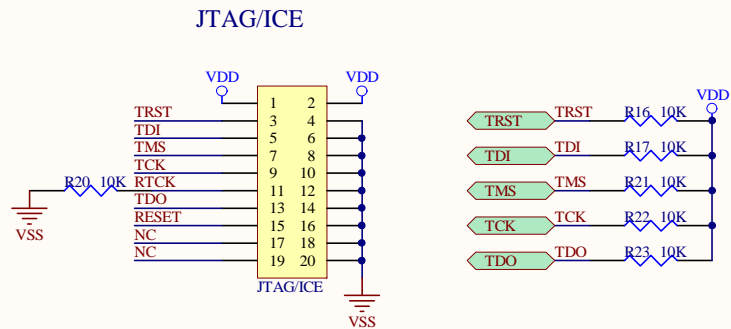 JTAG/ICE
VDD VDD VDD
1 2
TRST 3 4 TRST TRST R16 10K
TDI 5 6
TMS 7 8 TDI TDI R17 10K
TCK 9 10
R20 10K RTCK 11 12 TMS TMS R21 10K
TDO 13 14
RESET 15 16 TCK TCK R22 10K
VSS
NC 17 18
NC 19 20 TDO TDO R23 10K
JTAG/ICE
VSS